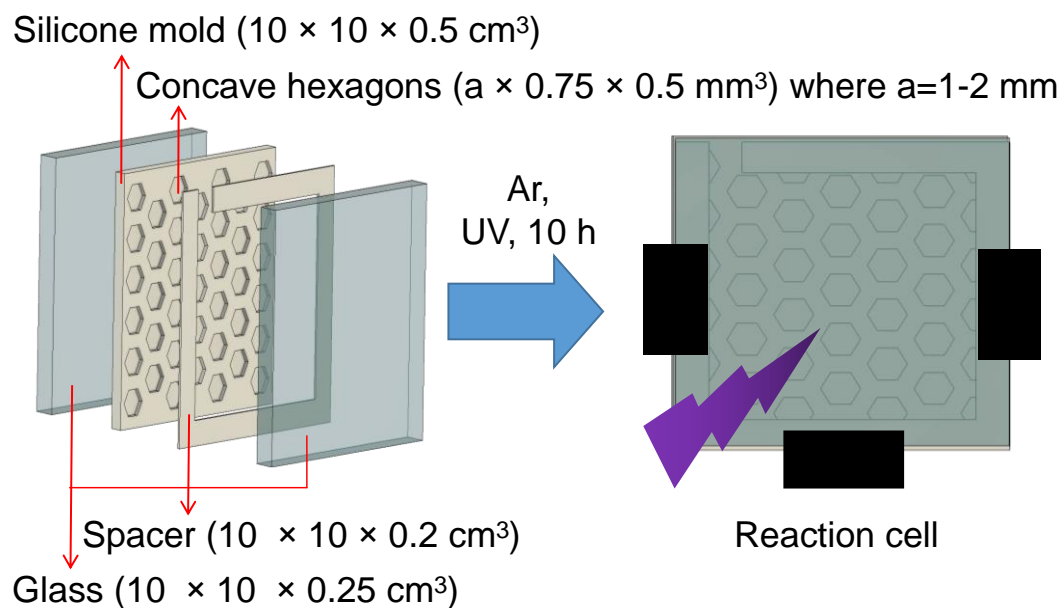 Silicone mold (10 × 10 × 0.5 cm³)
Concave hexagons (a × 0.75 × 0.5 mm³) where a=1-2 mm
Ar,
UV, 10 h
Spacer (10 × 10 × 0.2 cm³)
Reaction cell
Glass (10 × 10 × 0.25 cm³)